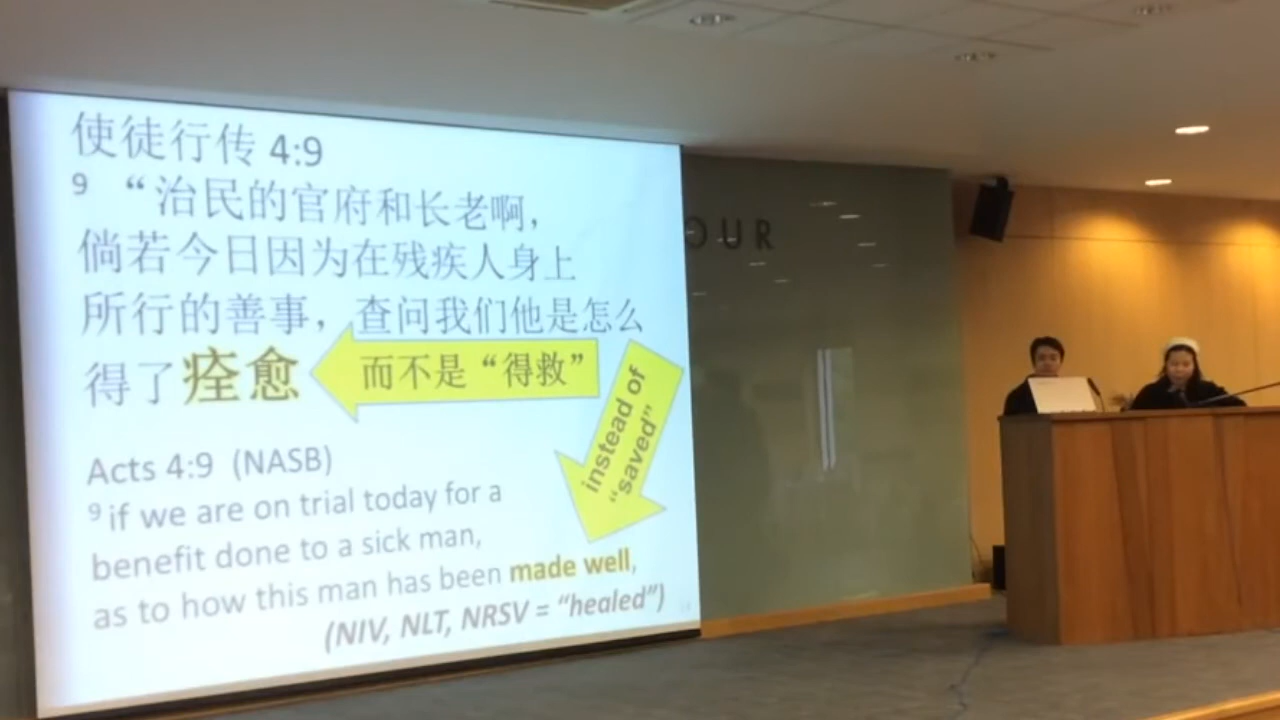 使徒行传 4:9
9 “治民的官府和长老啊，
倘若今日因为在残疾人身上
所行的善事，查问我们他是怎么
得了痊愈
而不是“得救”
instead of
“saved”
Acts 4:9 (NASB)
9 if we are on trial today for a
benefit done to a sick man,
as to how this man has been made well,
(NIV, NLT, NRSV = “healed”)
OUR